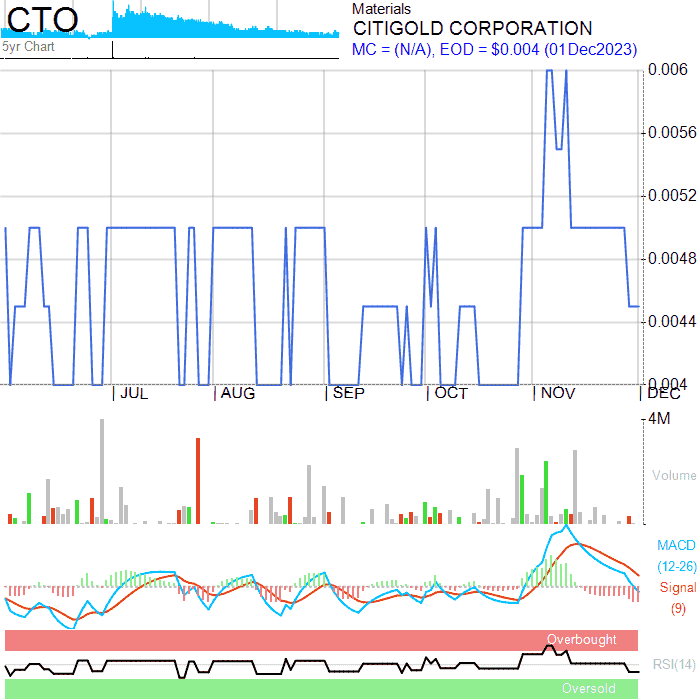 CTO
5yr Chart
Materials
CITIGOLD CORPORATION
MC = (N/A), EOD = $0.004 (01Dec2023)
0.006
0.0056
0.0052
0.0048
0.0044
0.004
JUL AUG SEP OCT NOV DEC
4M
Volume
MACD
(12-26)
Signal
(9)
Overbought
RSI(14)
Oversold